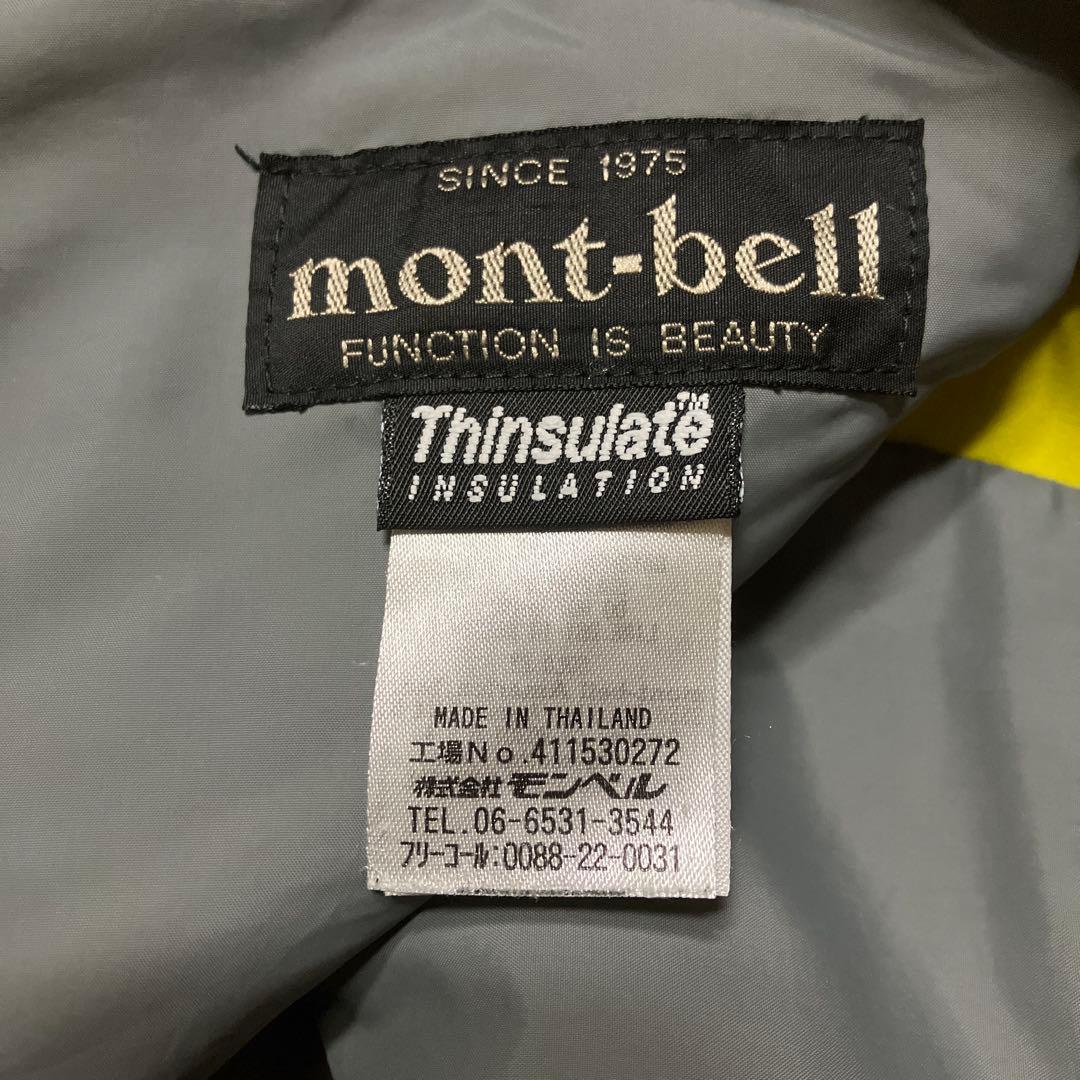 SINCE 1975
mont-bell
FUNCTION IS BEAUTY
Thinsulate™
INSULATION
MADE IN THAILAND
工場No.411530272
株式会社 モンベル
TEL.06-6531-3544
フリーコール:0088-22-0031